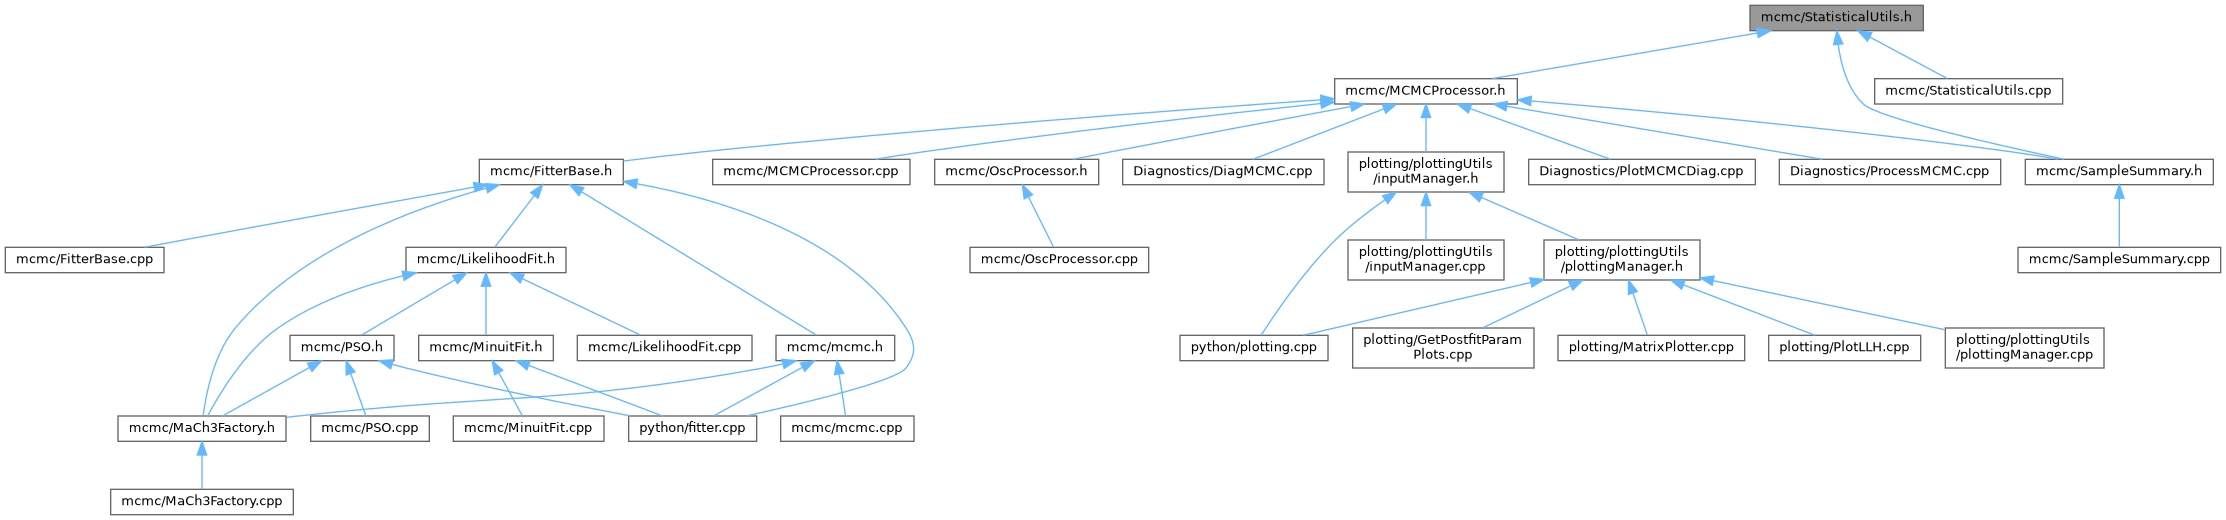 mcmc/StatisticalUtils.h
mcmc/MCMCProcessor.h
mcmc/StatisticalUtils.cpp
mcmc/FitterBase.h
mcmc/MCMCProcessor.cpp
mcmc/OscProcessor.h
Diagnostics/DiagMCMC.cpp
plotting/plottingUtils
/inputManager.h
Diagnostics/PlotMCMCDiag.cpp
Diagnostics/ProcessMCMC.cpp
mcmc/SampleSummary.h
mcmc/FitterBase.cpp
mcmc/LikelihoodFit.h
mcmc/OscProcessor.cpp
plotting/plottingUtils
/inputManager.cpp
plotting/plottingUtils
/plottingManager.h
mcmc/SampleSummary.cpp
mcmc/PSO.h
mcmc/MinuitFit.h
mcmc/LikelihoodFit.cpp
mcmc/mcmc.h
python/plotting.cpp
plotting/GetPostfitParam
Plots.cpp
plotting/MatrixPlotter.cpp
plotting/PlotLLH.cpp
plotting/plottingUtils
/plottingManager.cpp
mcmc/MaCh3Factory.h
mcmc/PSO.cpp
mcmc/MinuitFit.cpp
python/fitter.cpp
mcmc/mcmc.cpp
mcmc/MaCh3Factory.cpp